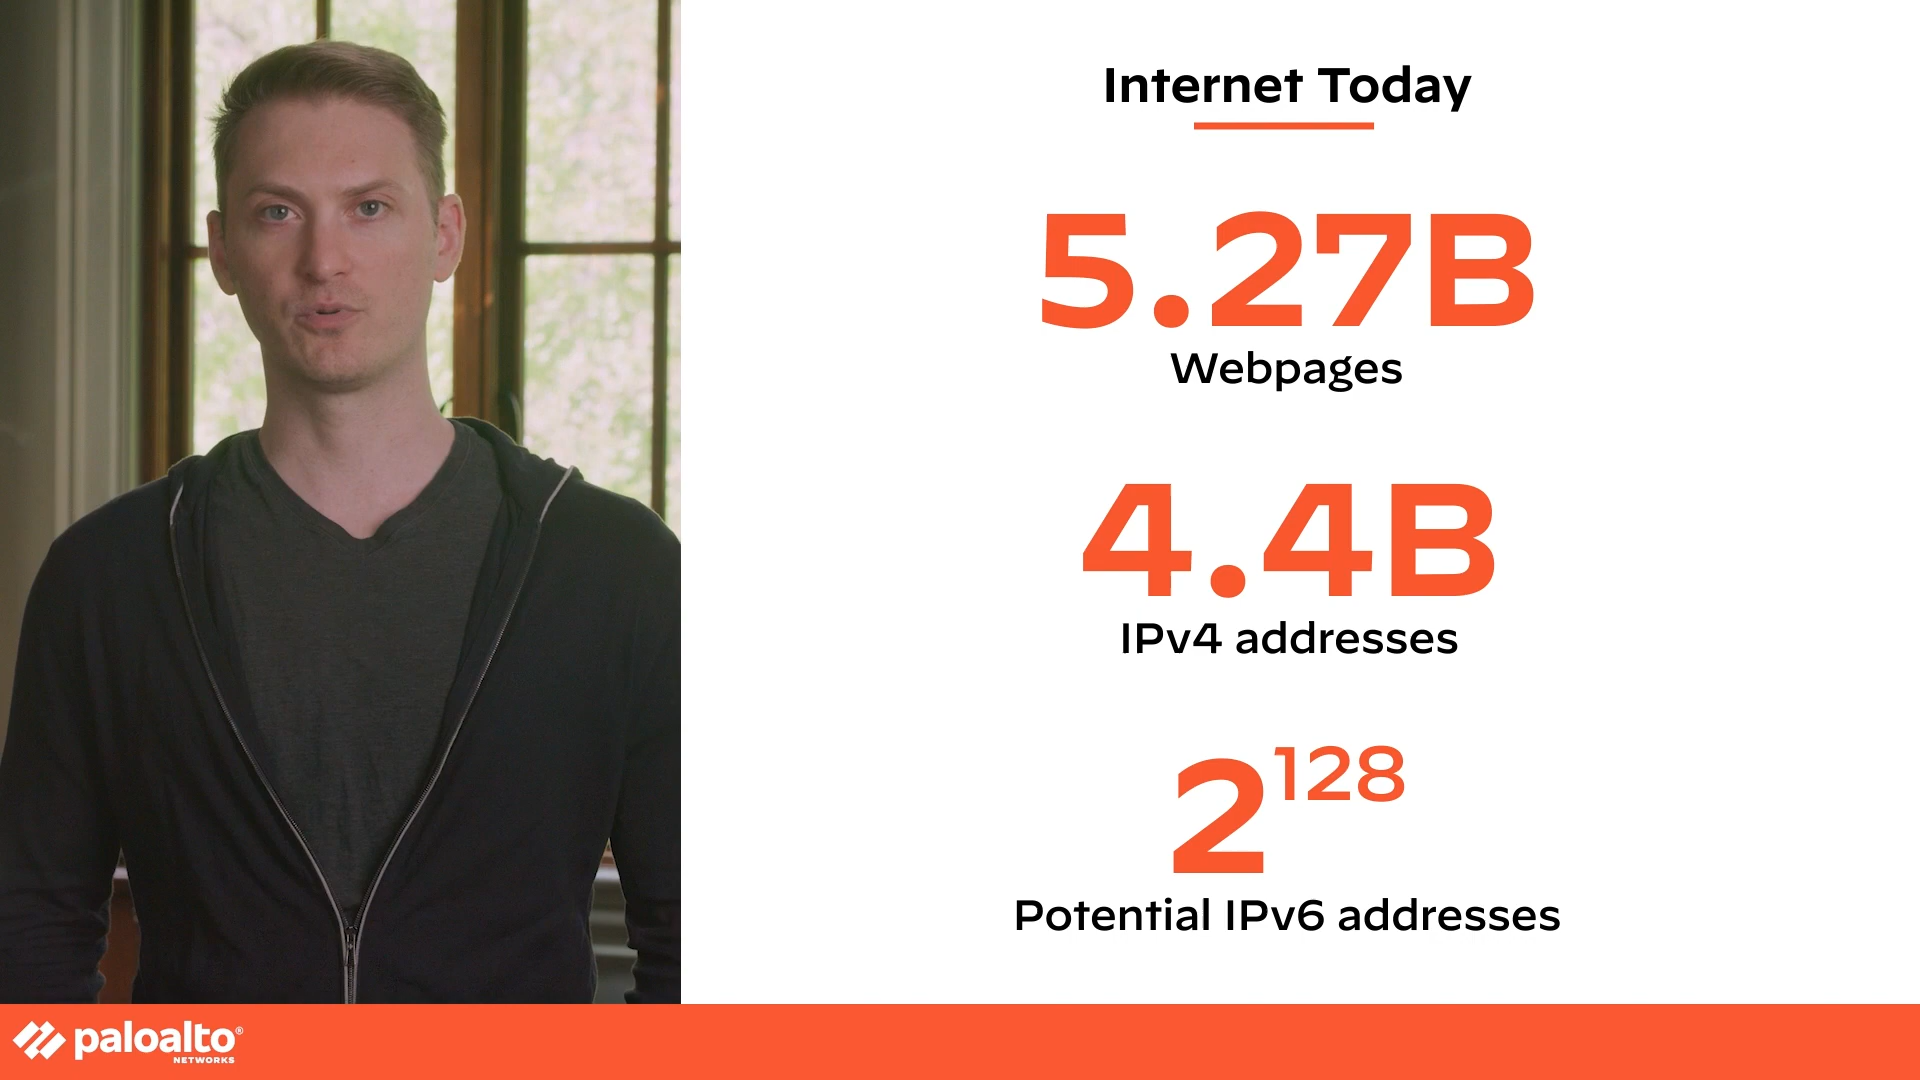 Internet Today
5.27B
Webpages
4.4B
IPv4 addresses
2¹²⁸
Potential IPv6 addresses
paloalto®
NETWORKS